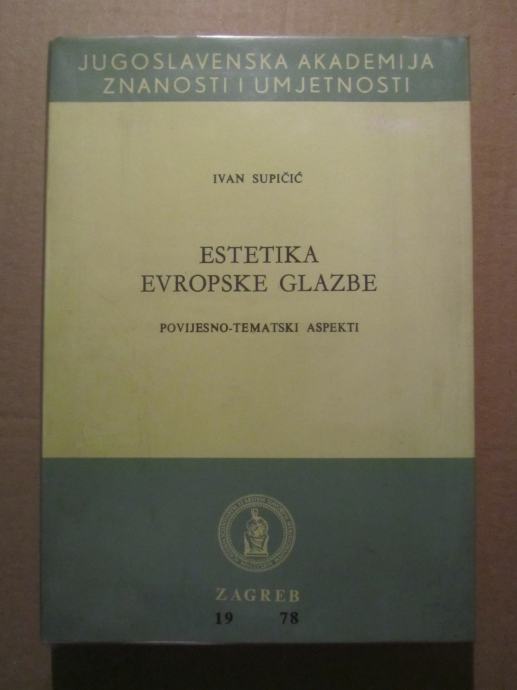 JUGOSLAVENSKA AKADEMIJA
ZNANOSTI I UMJETNOSTI
IVAN SUPIČIĆ
ESTETIKA
EVROPSKE GLAZBE
POVIJESNO-TEMATSKI ASPEKTI
ZAGREB
19 78